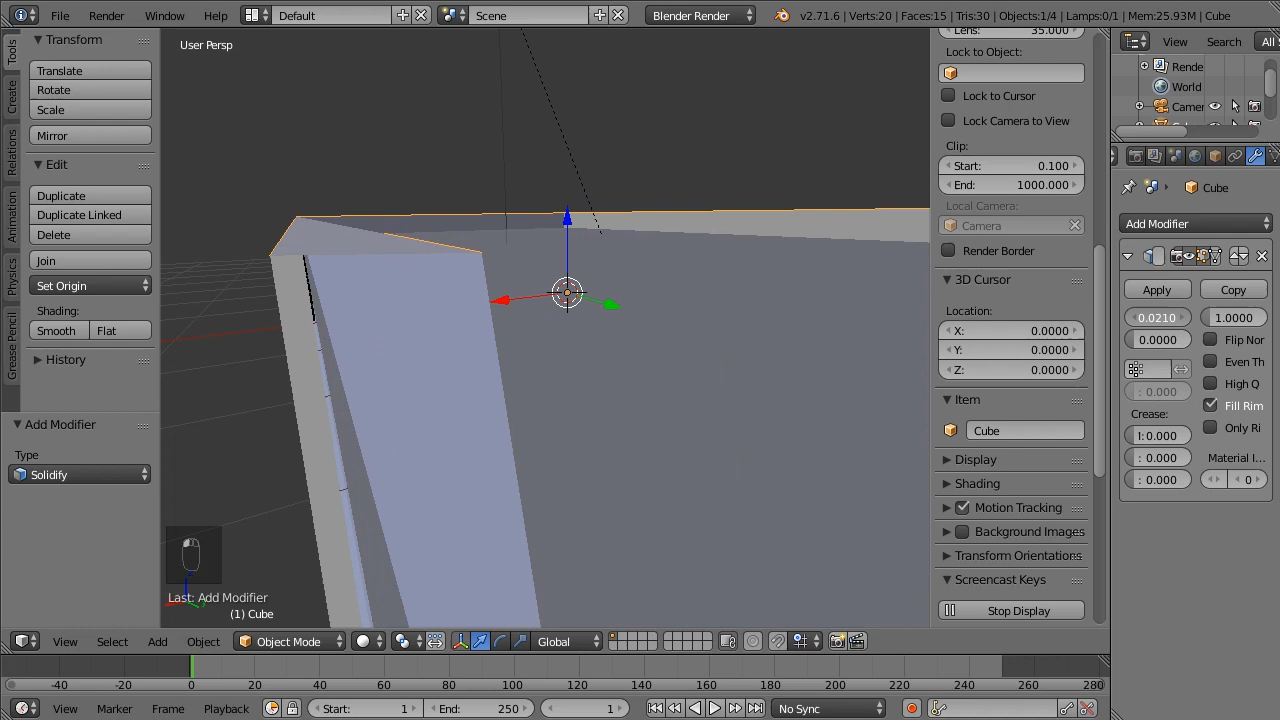 File Render Window Help Default Scene Blender Render v2.71.6 | Verts:20 | Faces:15 | Tris:30 | Objects:1/4 | Lamps:0/1 | Mem:25.93M | Cube
Tools
Create
Relations
Animation
Physics
Grease Pencil
Transform
Translate
Rotate
Scale
Mirror
Edit
Duplicate
Duplicate Linked
Delete
Join
Set Origin
Shading:
Smooth Flat
History
Add Modifier
Type
Solidify
User Persp
Last: Add Modifier
(1) Cube
Lens: 35.000
Lock to Object:
Lock to Cursor
Lock Camera to View
Clip:
Start: 0.100
End: 1000.000
Local Camera:
Camera
Render Border
3D Cursor
Location:
X: 0.0000
Y: 0.0000
Z: 0.0000
Item
Cube
Display
Shading
Motion Tracking
Background Images
Transform Orientations
Screencast Keys
Stop Display
View Search All S
Rende
World
Camer
Cube
Add Modifier
Apply Copy
0.0210 1.0000
0.0000 Flip Nor
Even Th
: 0.000 High Q
Crease: Fill Rim
I: 0.000 Only Ri
: 0.000 Material I...
: 0.000 0
View Select Add Object Object Mode Global
-40 -20 0 20 40 60 80 100 120 140 160 180 200 220 240 260 280
View Marker Frame Playback Start: 1 End: 250 1 No Sync